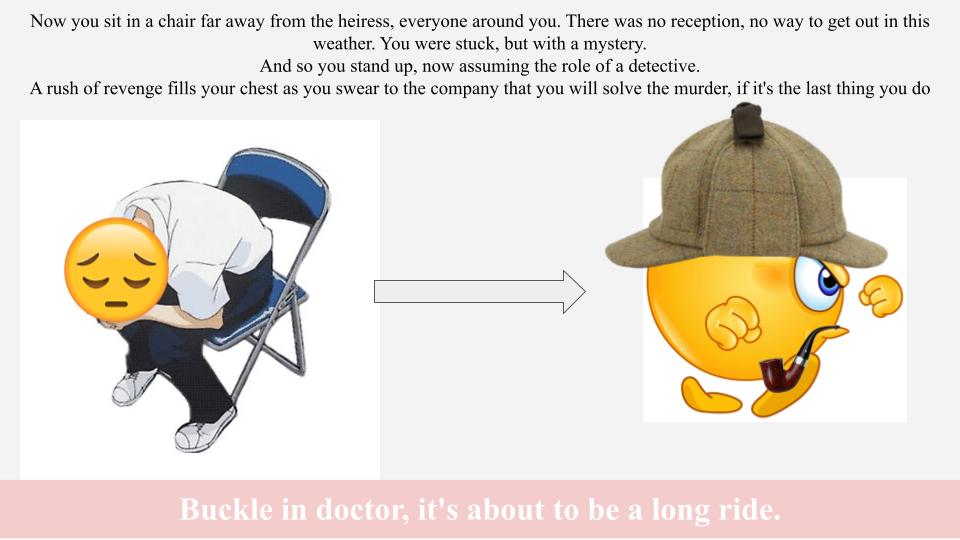 Now you sit in a chair far away from the heiress, everyone around you. There was no reception, no way to get out in this
weather. You were stuck, but with a mystery.
And so you stand up, now assuming the role of a detective.
A rush of revenge fills your chest as you swear to the company that you will solve the murder, if it's the last thing you do
Buckle in doctor, it's about to be a long ride.